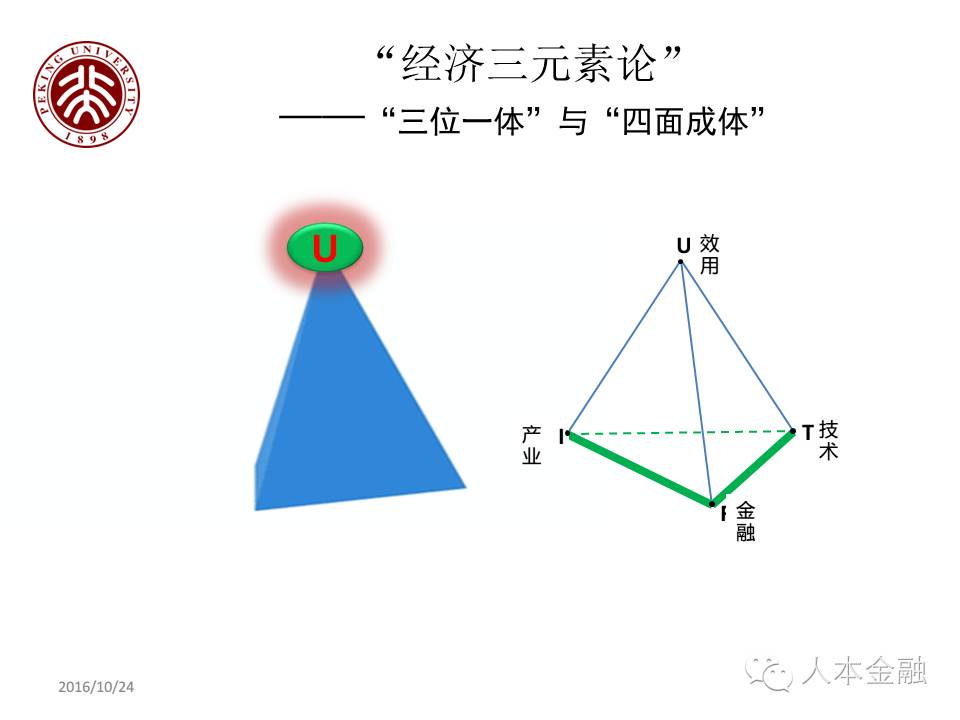 PEKING UNIVERSITY
1898
“经济三元素论”
——“三位一体”与“四面成体”
U
U 效用
产业 I
T 技术
金融
2016/10/24
人本金融